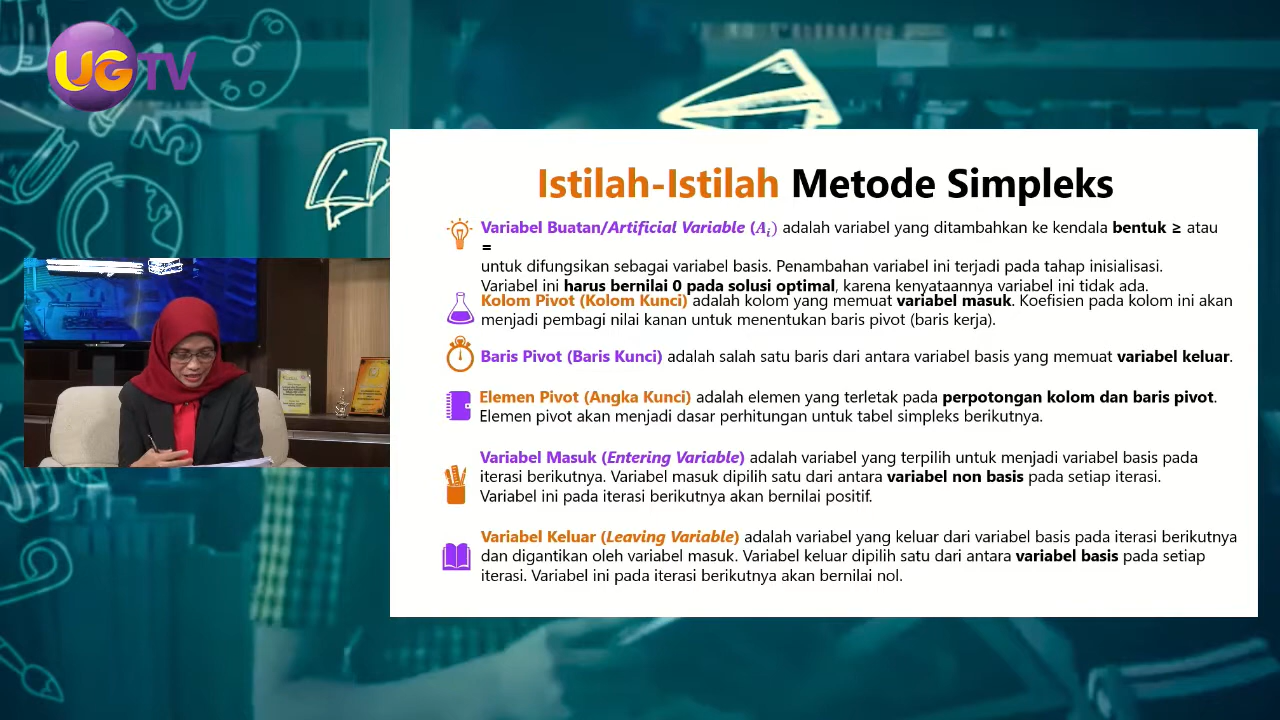 UGTV
Istilah-Istilah Metode Simpleks
Variabel Buatan/Artificial Variable (Aᵢ) adalah variabel yang ditambahkan ke kendala bentuk ≥ atau
=
untuk difungsikan sebagai variabel basis. Penambahan variabel ini terjadi pada tahap inisialisasi.
Variabel ini harus bernilai 0 pada solusi optimal, karena kenyataannya variabel ini tidak ada.
Kolom Pivot (Kolom Kunci) adalah kolom yang memuat variabel masuk. Koefisien pada kolom ini akan
menjadi pembagi nilai kanan untuk menentukan baris pivot (baris kerja).
Baris Pivot (Baris Kunci) adalah salah satu baris dari antara variabel basis yang memuat variabel keluar.
Elemen Pivot (Angka Kunci) adalah elemen yang terletak pada perpotongan kolom dan baris pivot.
Elemen pivot akan menjadi dasar perhitungan untuk tabel simpleks berikutnya.
Variabel Masuk (Entering Variable) adalah variabel yang terpilih untuk menjadi variabel basis pada
iterasi berikutnya. Variabel masuk dipilih satu dari antara variabel non basis pada setiap iterasi.
Variabel ini pada iterasi berikutnya akan bernilai positif.
Variabel Keluar (Leaving Variable) adalah variabel yang keluar dari variabel basis pada iterasi berikutnya
dan digantikan oleh variabel masuk. Variabel keluar dipilih satu dari antara variabel basis pada setiap
iterasi. Variabel ini pada iterasi berikutnya akan bernilai nol.